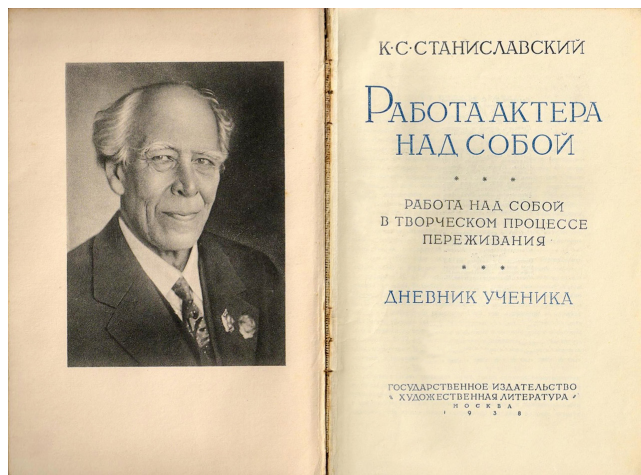 К·С·СТАНИСЛАВСКИЙ
РАБОТА АКТЕРА
НАД СОБОЙ
* * *
РАБОТА НАД СОБОЙ
В ТВОРЧЕСКОМ ПРОЦЕССЕ
ПЕРЕЖИВАНИЯ
* * *
ДНЕВНИК УЧЕНИКА
ГОСУДАРСТВЕННОЕ ИЗДАТЕЛЬСТВО
ХУДОЖЕСТВЕННАЯ ЛИТЕРАТУРА
МОСКВА
1938